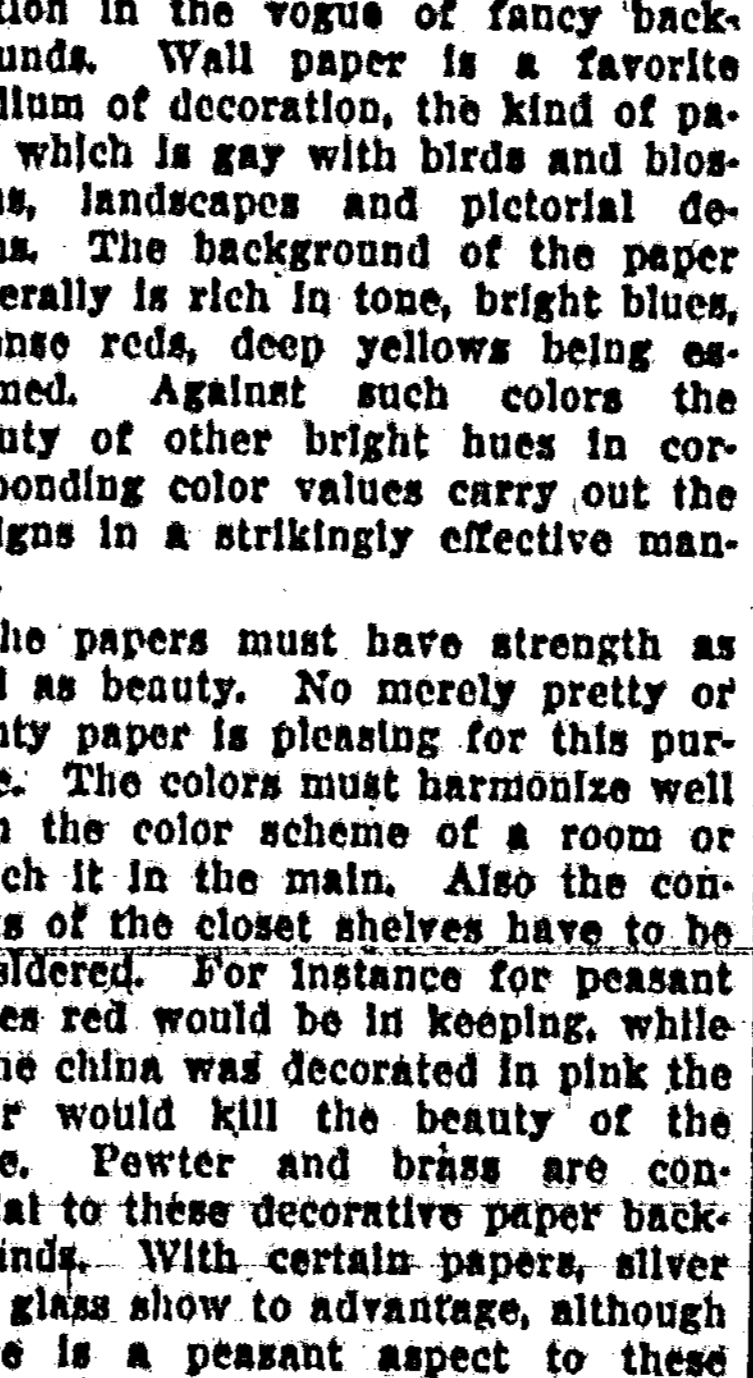 tion in the vogue of fancy back-
unds. Wall paper is a favorite
dium of decoration, the kind of pa-
which is gay with birds and blos-
ns, landscapes and pictorial de-
ns. The background of the paper
erally is rich in tone, bright blues,
ense reds, deep yellows being es-
med. Against such colors the
uty of other bright hues in cor-
ponding color values carry out the
igns in a strikingly effective man-
.
he papers must have strength as
l as beauty. No merely pretty or
nty paper is pleasing for this pur-
e. The colors must harmonize well
h the color scheme of a room or
ch it in the main. Also the con-
ts of the closet shelves have to be
sidered. For instance for peasant
es red would be in keeping, while
he china was decorated in pink the
r would kill the beauty of the
e. Pewter and brass are con-
ial to these decorative paper back-
unds. With certain papers, silver
glass show to advantage, although
e is a peasant aspect to these